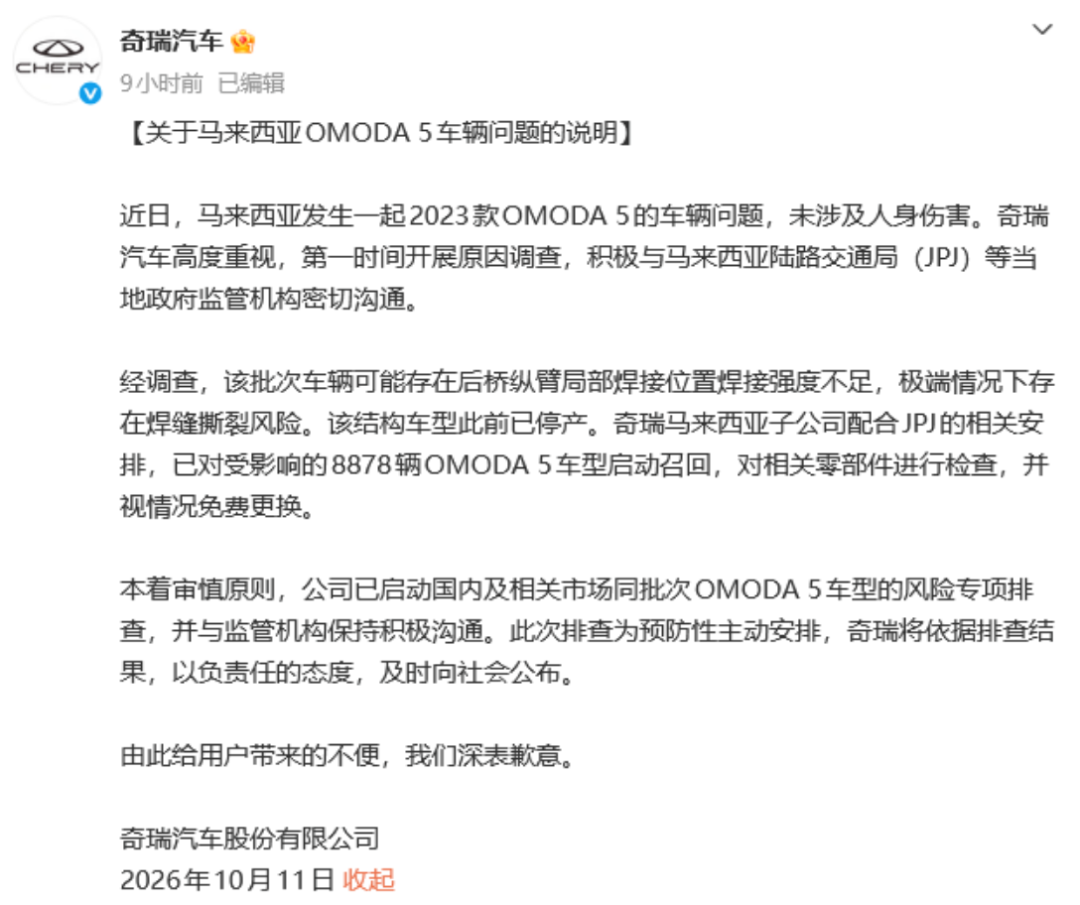 CHERY
奇瑞汽车
9小时前 已编辑
【关于马来西亚OMODA 5车辆问题的说明】
近日，马来西亚发生一起2023款OMODA 5的车辆问题，未涉及人身伤害。奇瑞
汽车高度重视，第一时间开展原因调查，积极与马来西亚陆路交通局（JPJ）等当
地政府监管机构密切沟通。
经调查，该批次车辆可能存在后桥纵臂局部焊接位置焊接强度不足，极端情况下存
在焊缝撕裂风险。该结构车型此前已停产。奇瑞马来西亚子公司配合JPJ的相关安
排，已对受影响的8878辆OMODA 5车型启动召回，对相关零部件进行检查，并
视情况免费更换。
本着审慎原则，公司已启动国内及相关市场同批次OMODA 5车型的风险专项排
查，并与监管机构保持积极沟通。此次排查为预防性主动安排，奇瑞将依据排查结
果，以负责任的态度，及时向社会公布。
由此给用户带来的不便，我们深表歉意。
奇瑞汽车股份有限公司
2026年10月11日 收起